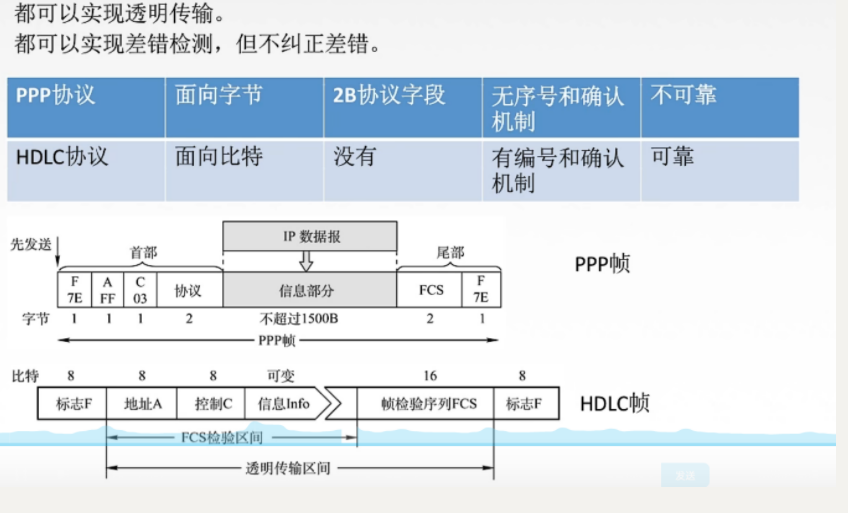 都可以实现透明传输。
都可以实现差错检测，但不纠正差错。
PPP协议 面向字节 2B协议字段 无序号和确认 不可靠
机制
HDLC协议 面向比特 没有 有编号和确认 可靠
机制
IP 数据报
先发送
首部 尾部
PPP帧
F A C 协议 信息部分 FCS F
7E FF 03 7E
字节 1 1 1 2 不超过1500B 2 1
PPP帧
比特 8 8 8 可变 16 8
标志F 地址A 控制C 信息Info 帧检验序列FCS 标志F HDLC帧
FCS检验区间
透明传输区间
发送